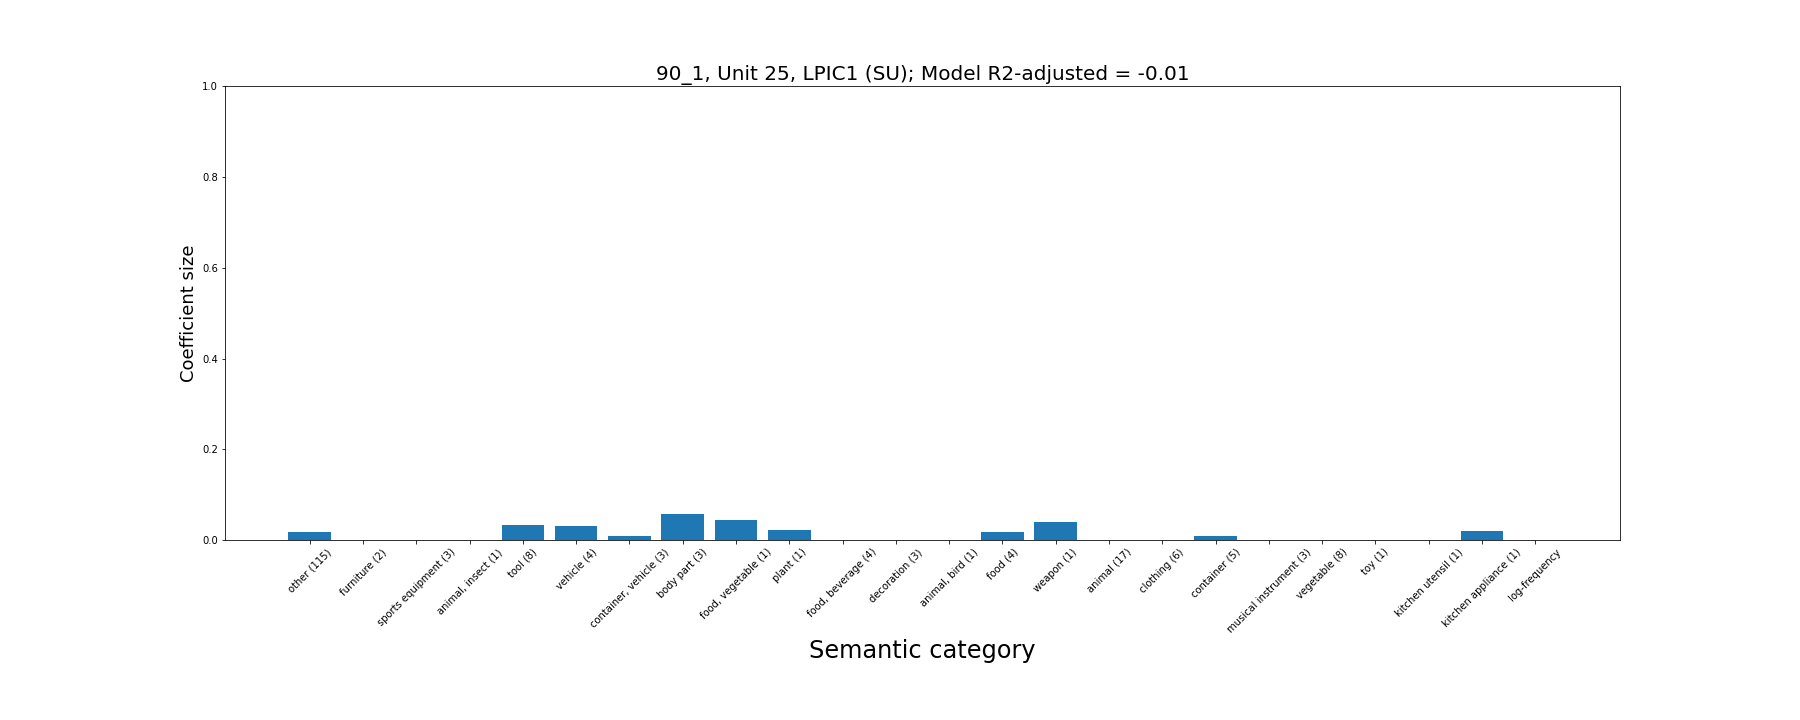 90_1, Unit 25, LPIC1 (SU); Model R2-adjusted = -0.01
1.0
0.8
0.6
0.4
0.2
0.0
Coefficient size
other (115)
furniture (2)
sports equipment (3)
animal, insect (1)
tool (8)
vehicle (4)
container, vehicle (3)
body part (3)
food, vegetable (1)
plant (1)
food, beverage (4)
decoration (3)
animal, bird (1)
food (4)
weapon (1)
animal (17)
clothing (6)
container (5)
musical instrument (3)
vegetable (8)
toy (1)
kitchen utensil (1)
kitchen appliance (1)
log-frequency
Semantic category